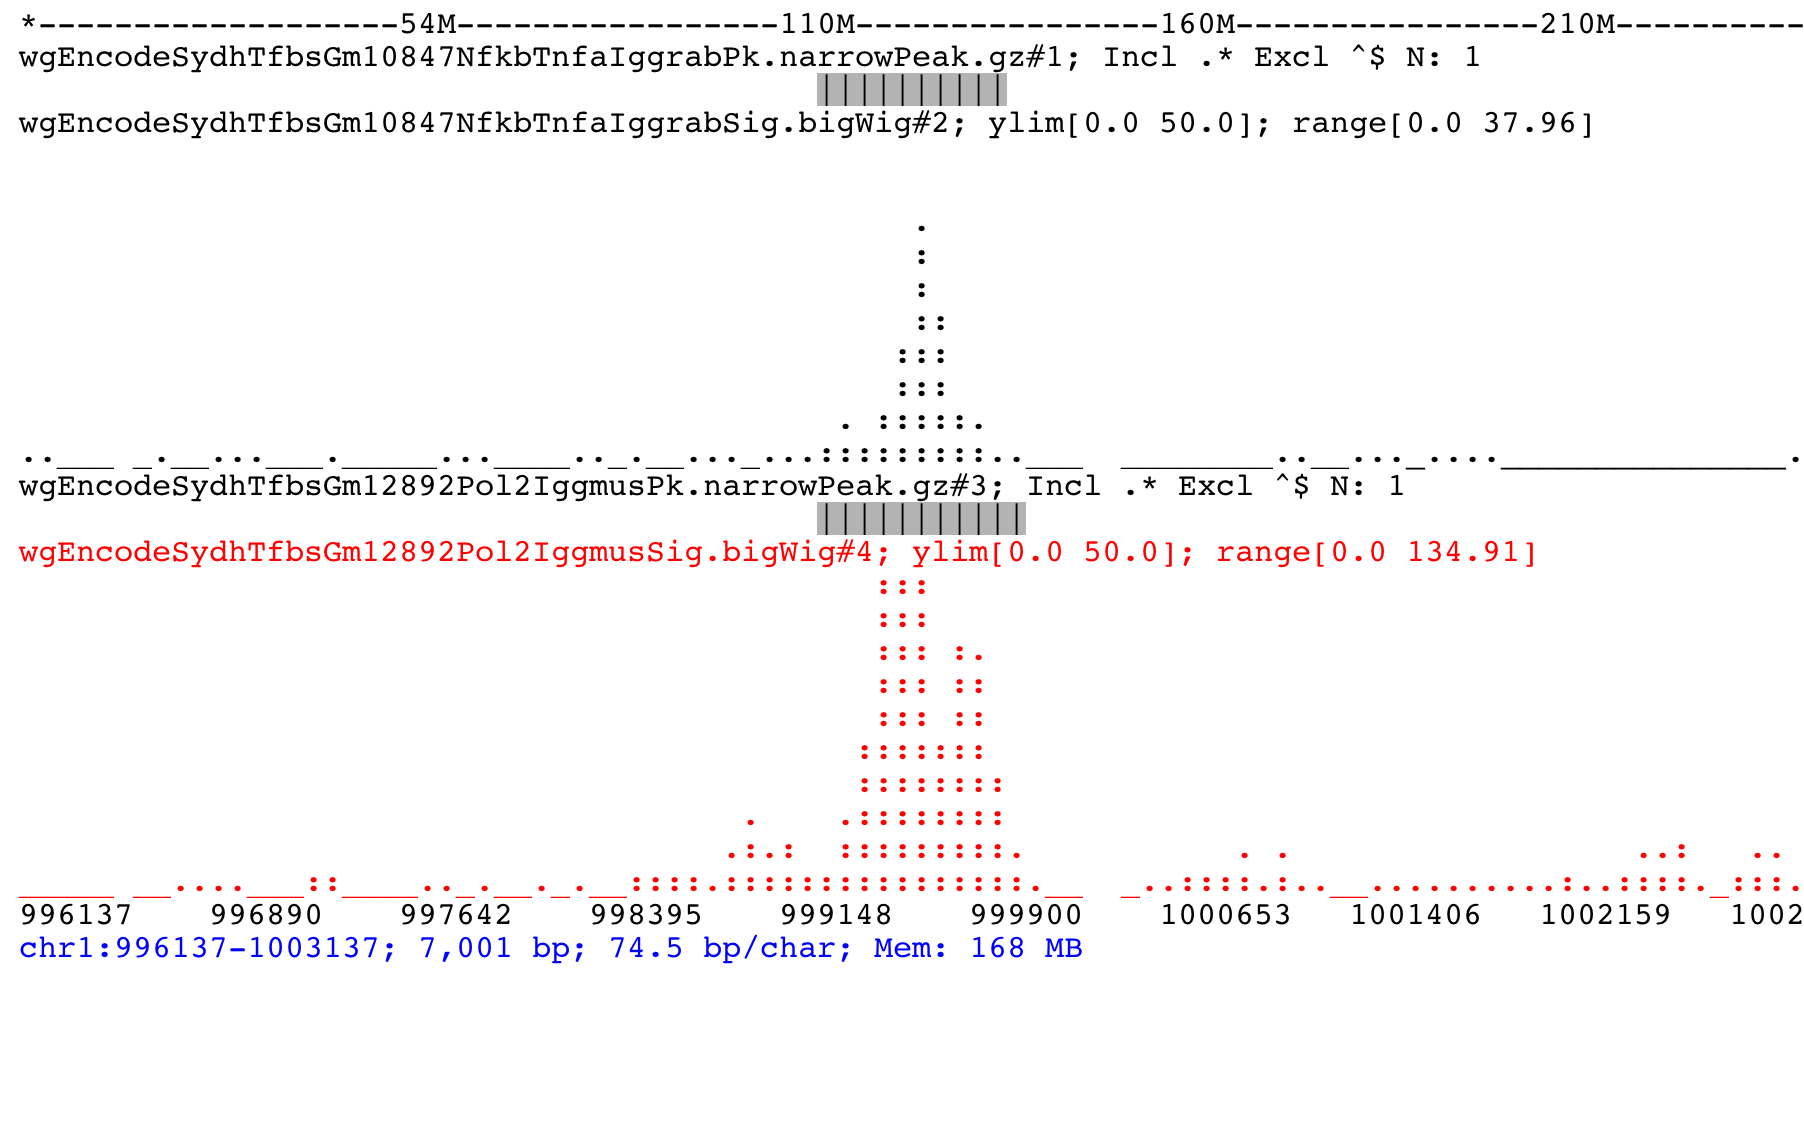 *-------------------54M-----------------110M----------------160M----------------210M----------
wgEncodeSydhTfbsGm10847NfkbTnfaIggrabPk.narrowPeak.gz#1; Incl .* Excl ^$ N: 1
wgEncodeSydhTfbsGm10847NfkbTnfaIggrabSig.bigWig#2; ylim[0.0 50.0]; range[0.0 37.96]
wgEncodeSydhTfbsGm12892Pol2IggmusPk.narrowPeak.gz#3; Incl .* Excl ^$ N: 1
wgEncodeSydhTfbsGm12892Pol2IggmusSig.bigWig#4; ylim[0.0 50.0]; range[0.0 134.91]
996137 996890 997642 998395 999148 999900 1000653 1001406 1002159 1002
chr1:996137-1003137; 7,001 bp; 74.5 bp/char; Mem: 168 MB